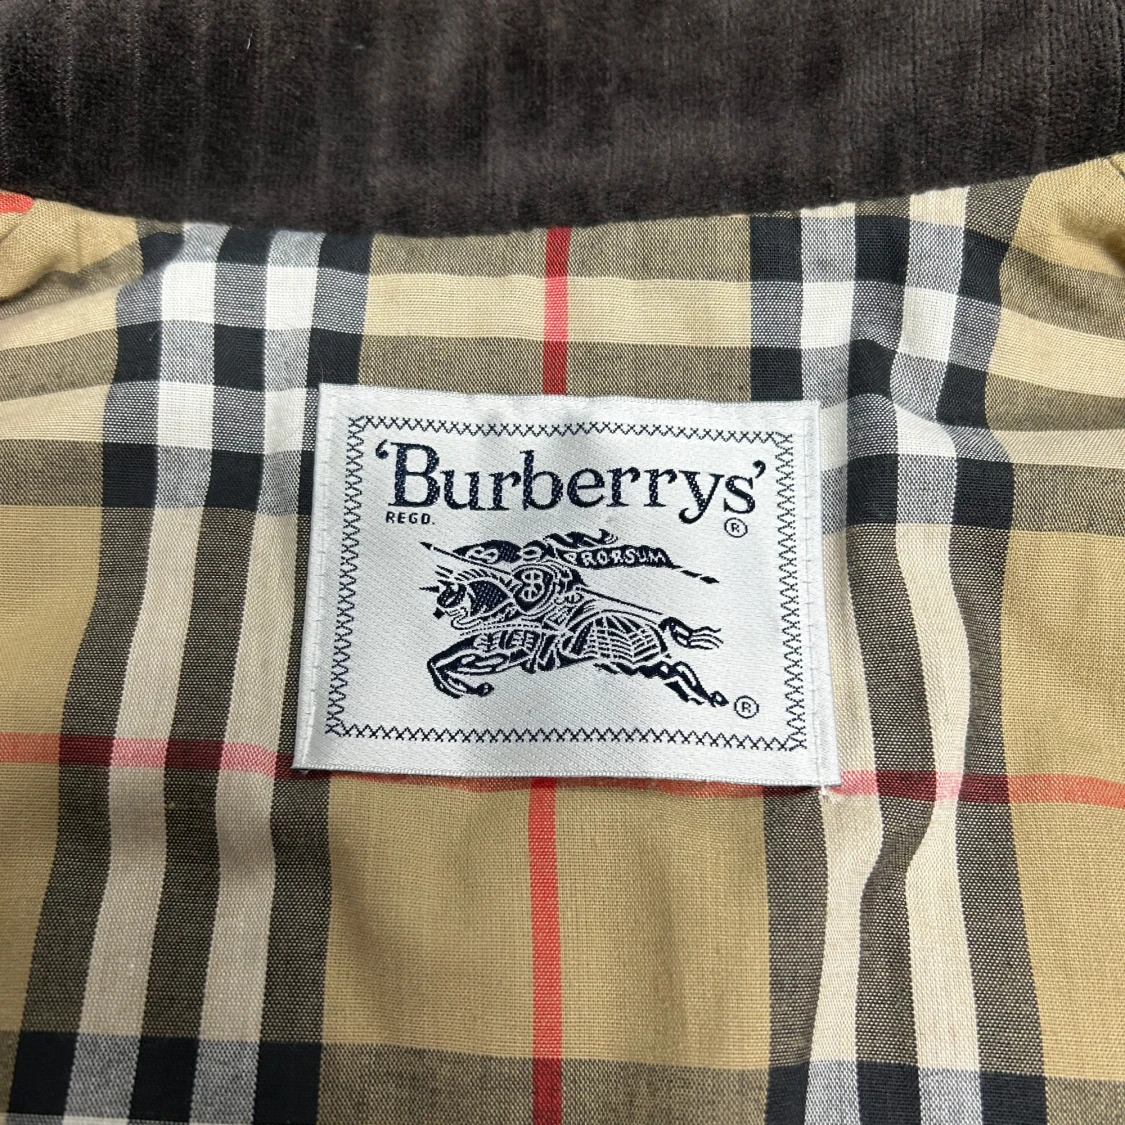 ‘Burberrys’
REGD. ®
PRORSUM
®